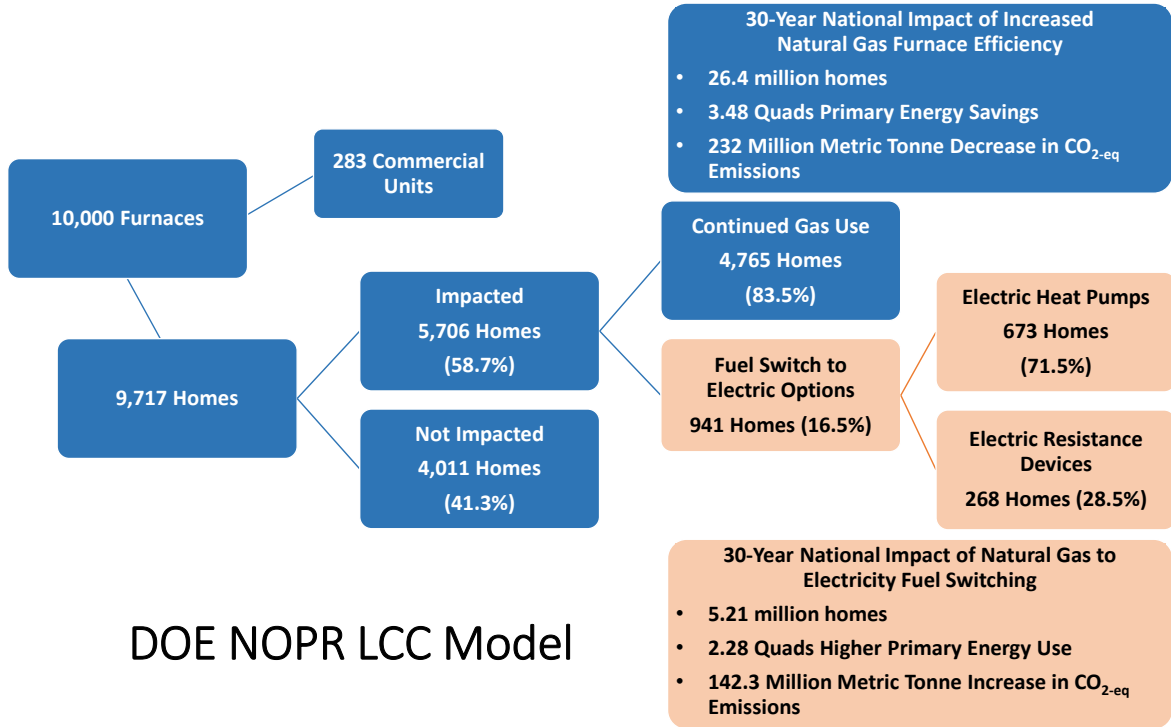 30-Year National Impact of Increased
Natural Gas Furnace Efficiency
• 26.4 million homes
• 3.48 Quads Primary Energy Savings
• 232 Million Metric Tonne Decrease in CO2-eq
Emissions
283 Commercial
Units
10,000 Furnaces
Continued Gas Use
4,765 Homes
(83.5%)
Impacted
5,706 Homes
(58.7%)
Electric Heat Pumps
673 Homes
(71.5%)
9,717 Homes
Fuel Switch to
Electric Options
941 Homes (16.5%)
Not Impacted
4,011 Homes
(41.3%)
Electric Resistance
Devices
268 Homes (28.5%)
30-Year National Impact of Natural Gas to
Electricity Fuel Switching
• 5.21 million homes
• 2.28 Quads Higher Primary Energy Use
• 142.3 Million Metric Tonne Increase in CO2-eq
Emissions
DOE NOPR LCC Model